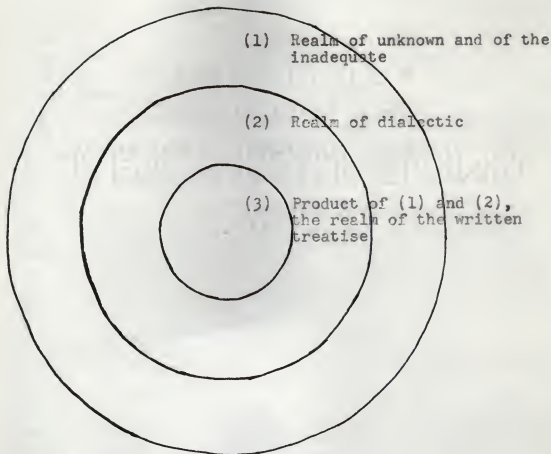 (1) Realm of unknown and of the
inadequate
(2) Realm of dialectic
(3) Product of (1) and (2),
the realm of the written
treatise